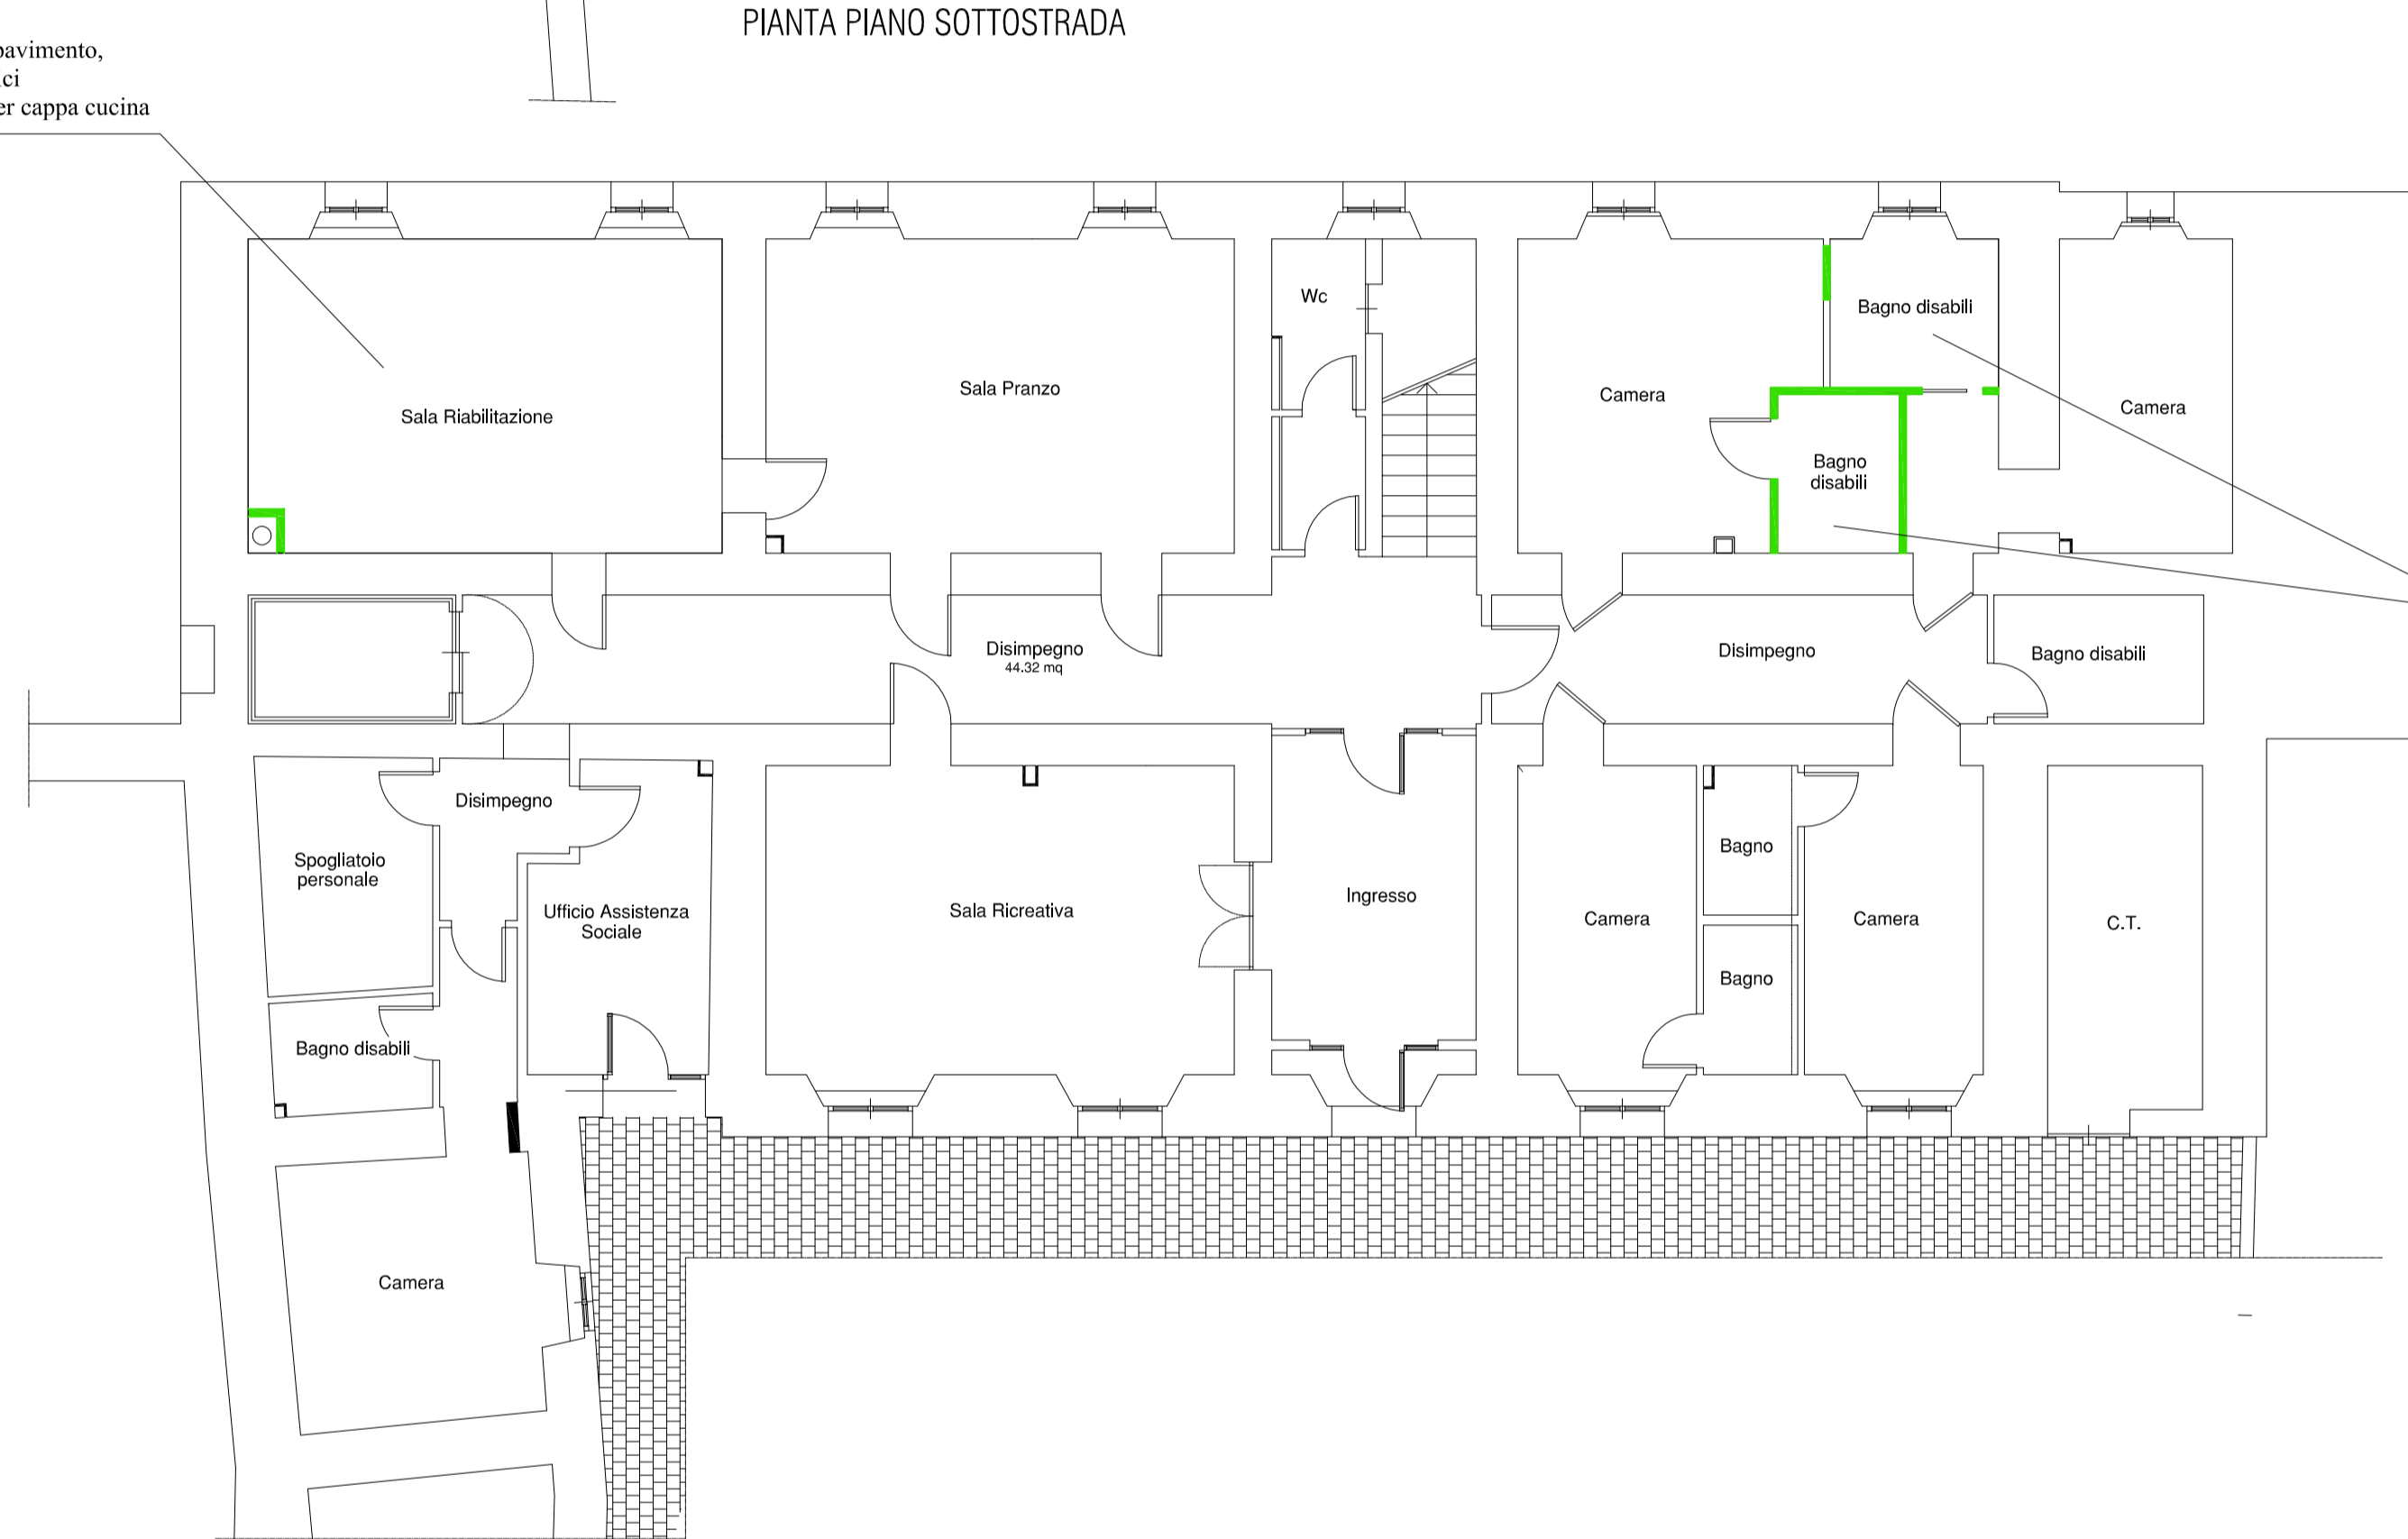 PIANTA PIANO SOTTOSTRADA
pavimento,
er cappa cucina
Wc
Bagno disabili
Sala Pranzo
Camera
Camera
Sala Riabilitazione
Bagno
disabili
Disimpegno
44.32 mq
Disimpegno
Bagno disabili
Disimpegno
Spogliatoio
personale
Ufficio Assistenza
Sociale
Sala Ricreativa
Ingresso
Bagno
Camera
Camera
C.T.
Bagno
Bagno disabili
Camera